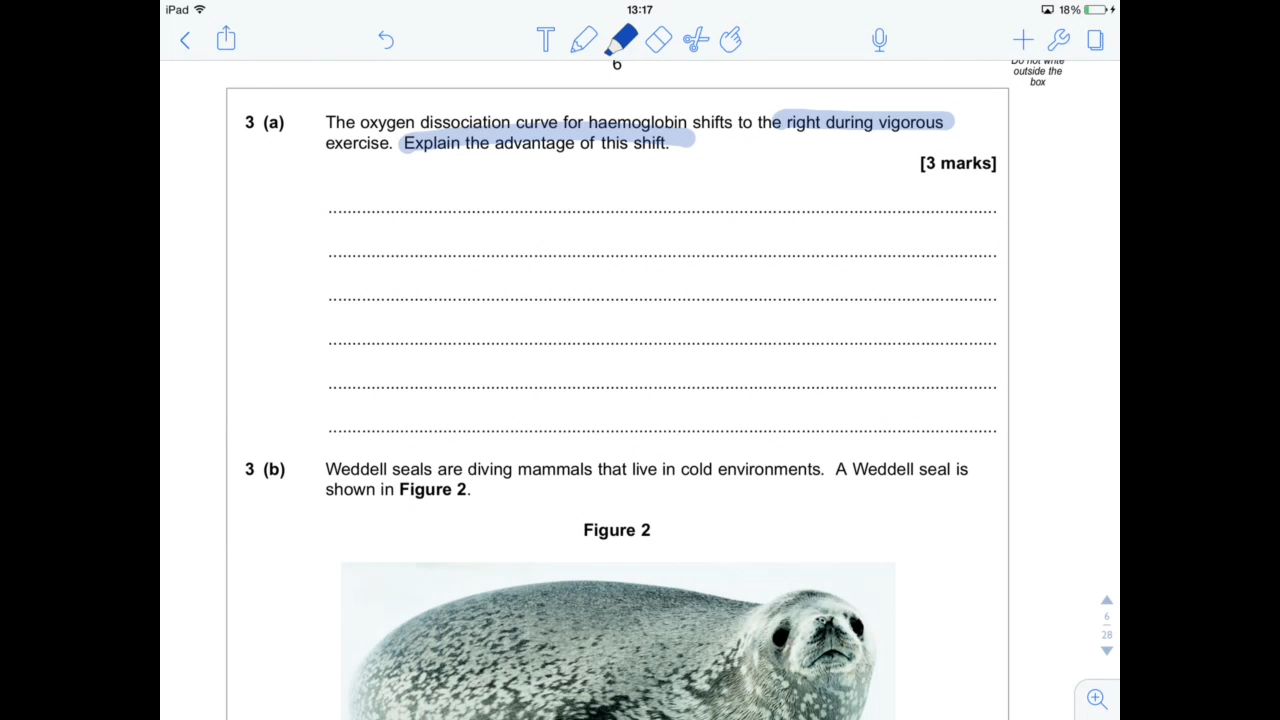 iPad 13:17 18%
6
Do not write
outside the
box
3 (a) The oxygen dissociation curve for haemoglobin shifts to the right during vigorous
exercise. Explain the advantage of this shift.
[3 marks]
3 (b) Weddell seals are diving mammals that live in cold environments. A Weddell seal is
shown in Figure 2.
Figure 2
6
28